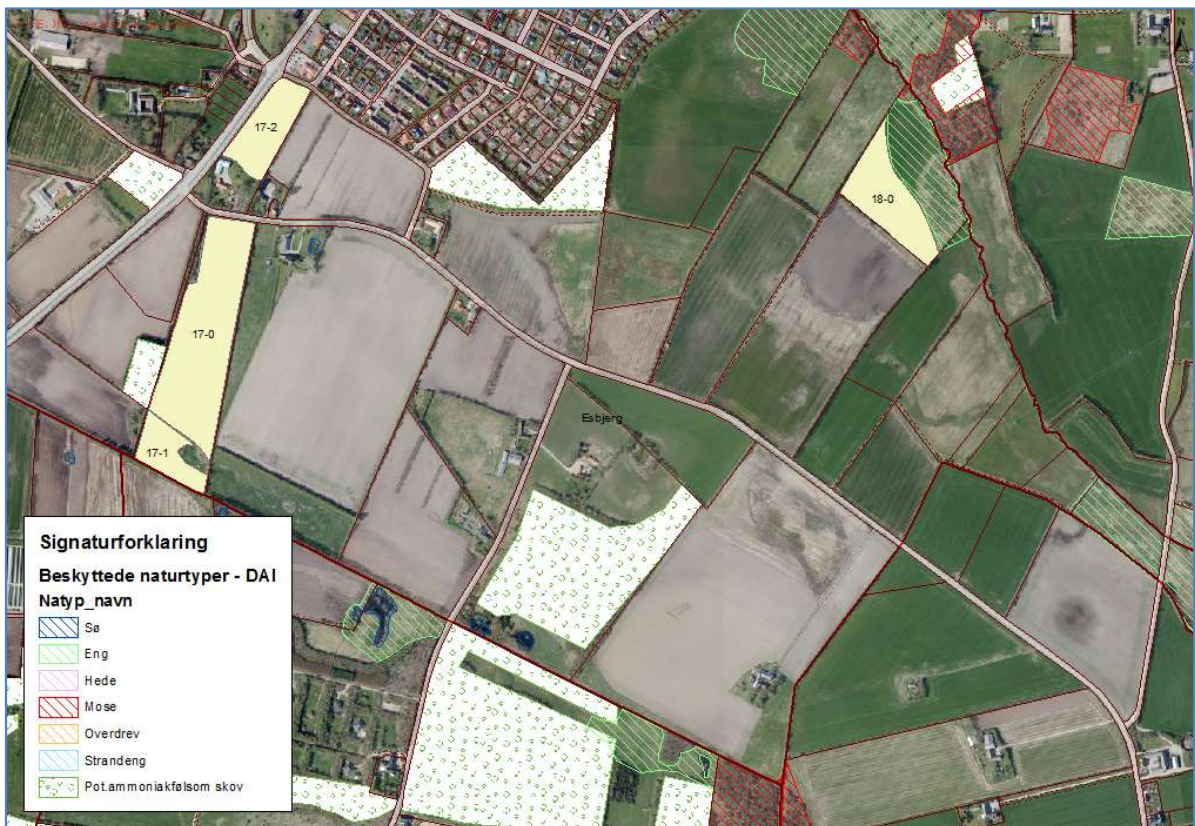 N
17-2
18-0
17-0
Esbjerg
17-1
Signaturforklaring
Beskyttede naturtyper - DAI
Natyp_navn
Sø
Eng
Hede
Mose
Overdrev
Strandeng
Pot.ammoniakfølsom skov